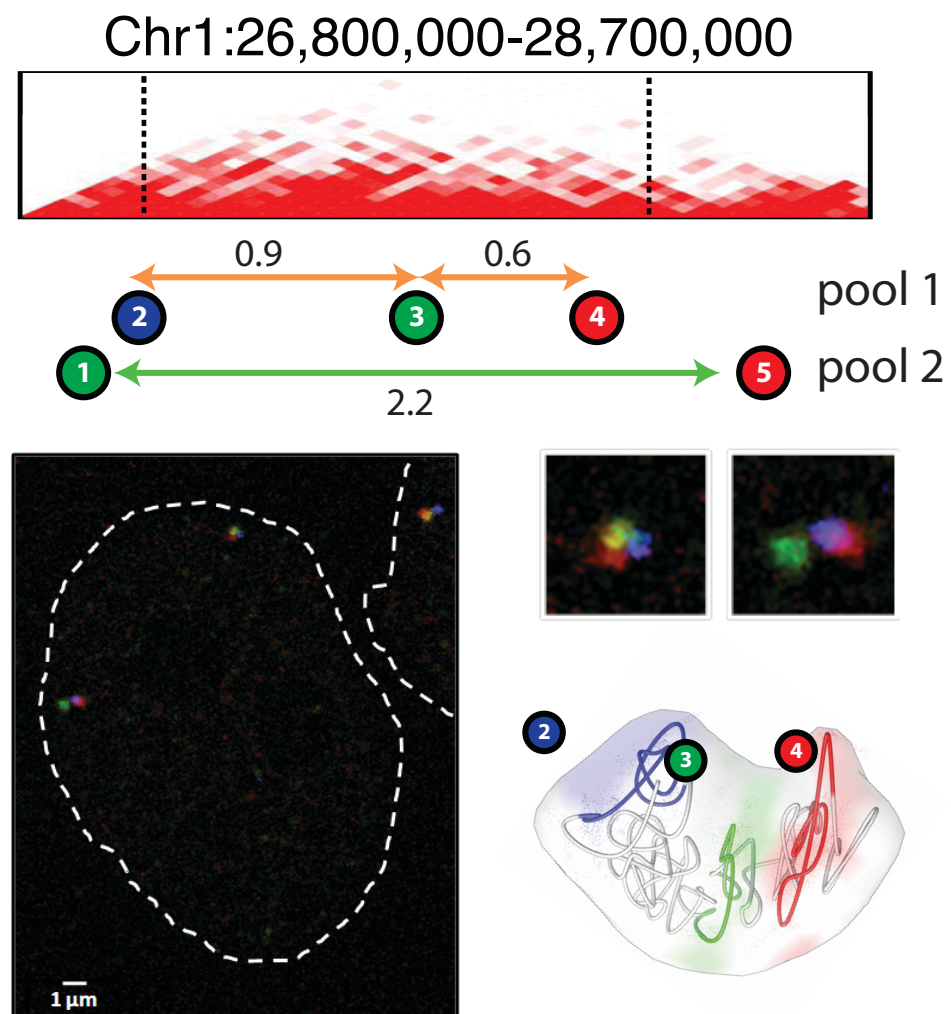 Chr1:26,800,000-28,700,000
0.9 0.6
2 3 4 pool 1
1 5 pool 2
2.2
2 3 4
1 μm